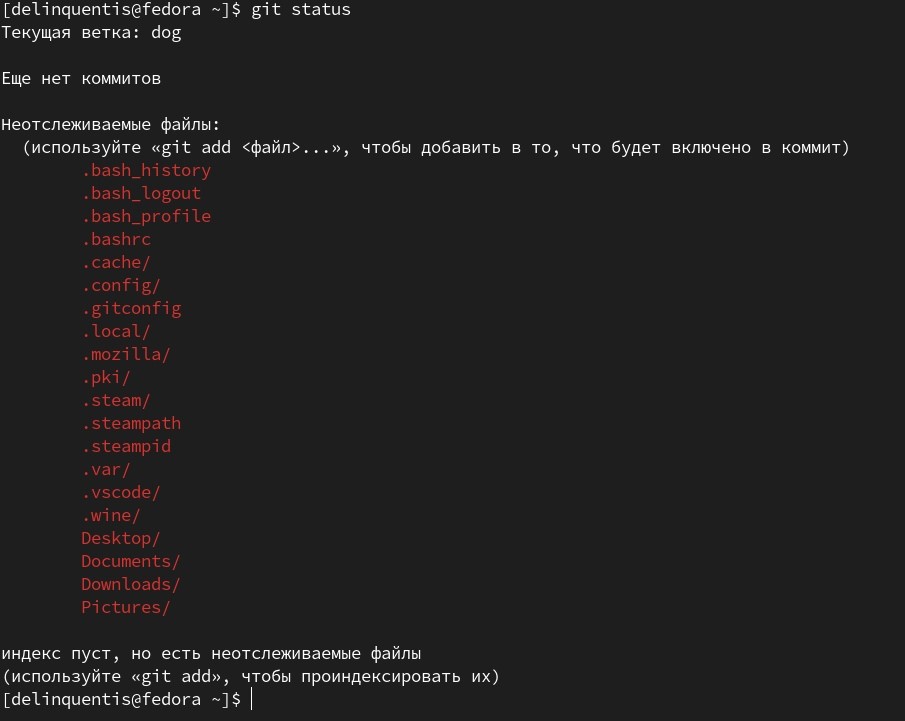 [delinquentis@fedora ~]$ git status
Текущая ветка: dog
Еще нет коммитов
Неотслеживаемые файлы:
(используйте «git add <файл>...», чтобы добавить в то, что будет включено в коммит)
.bash_history
.bash_logout
.bash_profile
.bashrc
.cache/
.config/
.gitconfig
.local/
.mozilla/
.pki/
.steam/
.steampath
.steampid
.var/
.vscode/
.wine/
Desktop/
Documents/
Downloads/
Pictures/
индекс пуст, но есть неотслеживаемые файлы
(используйте «git add», чтобы проиндексировать их)
[delinquentis@fedora ~]$